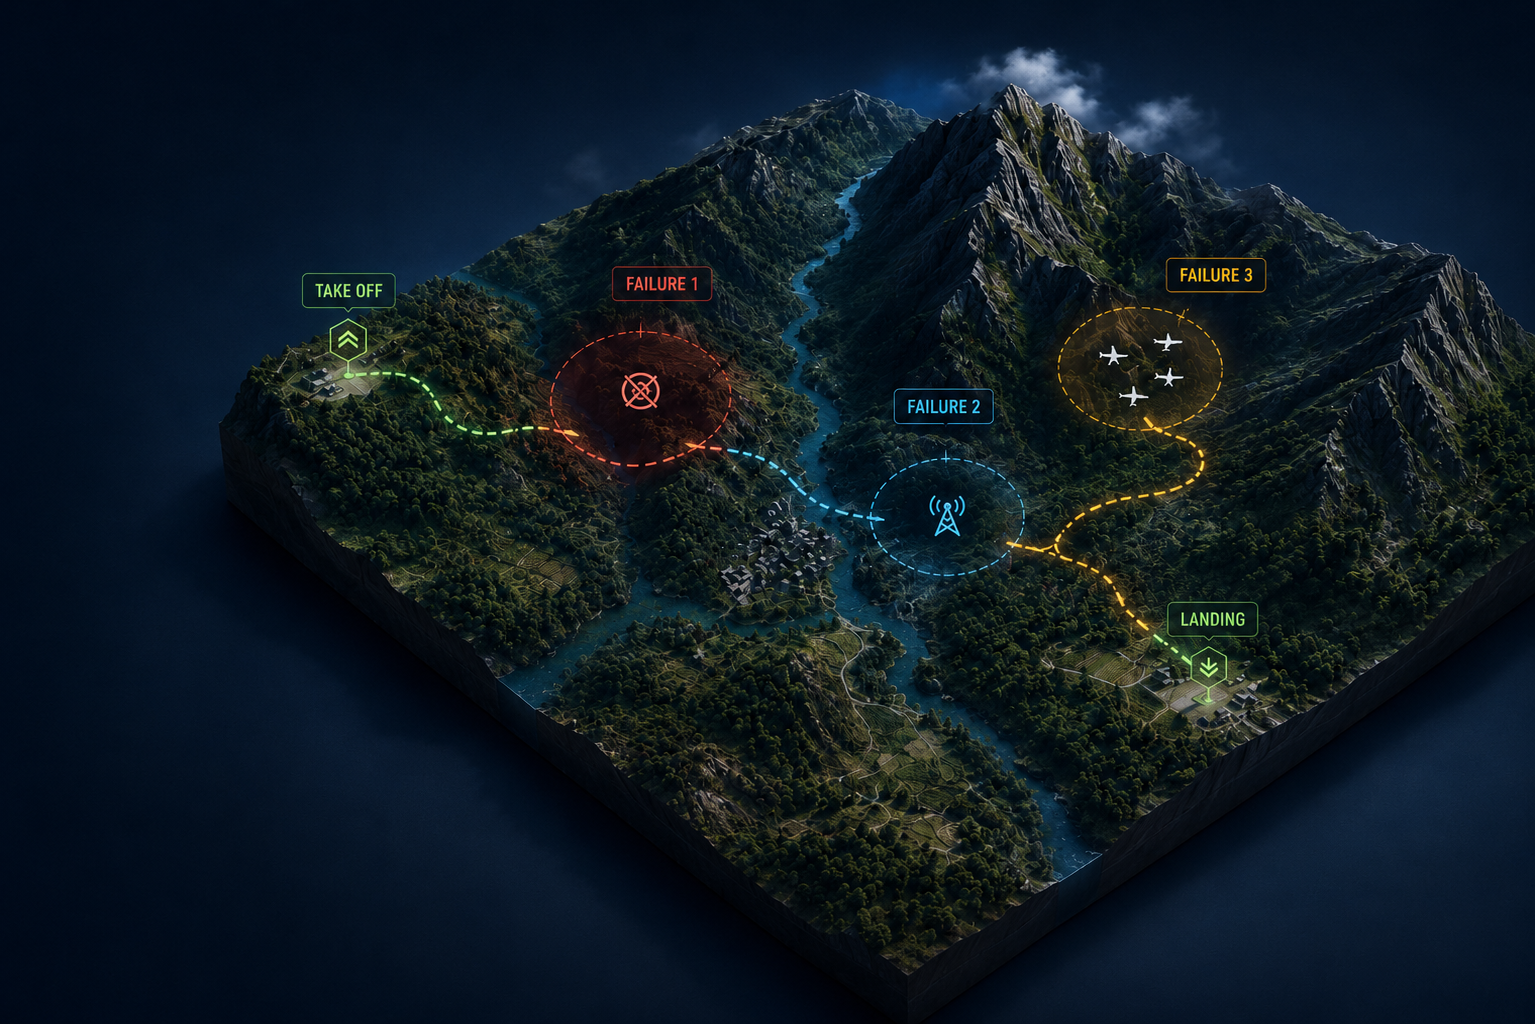 TAKE OFF
FAILURE 1
FAILURE 2
FAILURE 3
LANDING